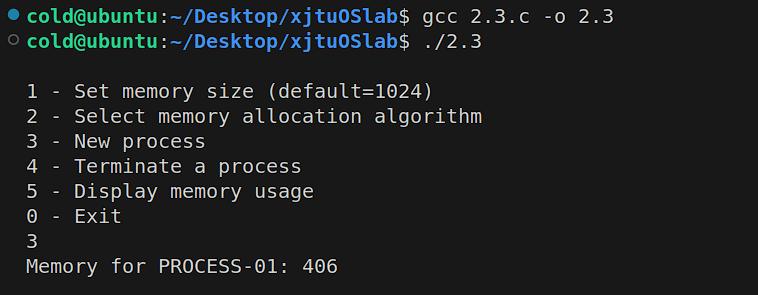 cold@ubuntu:~/Desktop/xjtuOSlab$ gcc 2.3.c -o 2.3
cold@ubuntu:~/Desktop/xjtuOSlab$ ./2.3
1 - Set memory size (default=1024)
2 - Select memory allocation algorithm
3 - New process
4 - Terminate a process
5 - Display memory usage
0 - Exit
3
Memory for PROCESS-01: 406